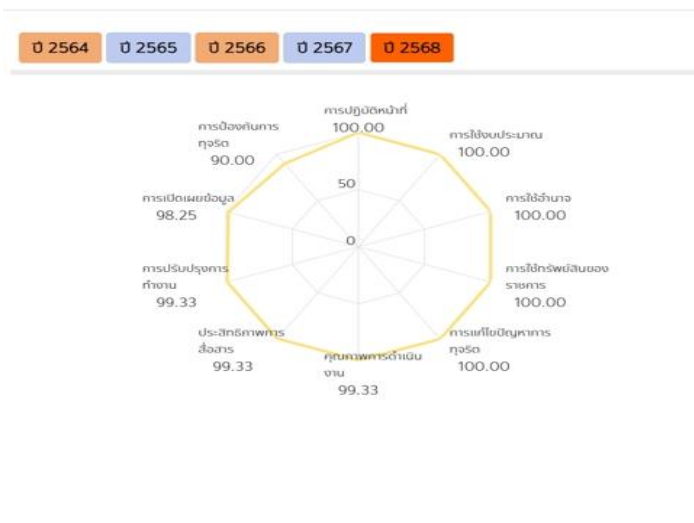 ปี 2564 ปี 2565 ปี 2566 ปี 2567 ปี 2568
การปฏิบัติหน้าที่
100.00
การป้องกันการ
ทุจริต
90.00
การใช้งบประมาณ
100.00
50
การเปิดเผยข้อมูล
98.25
การใช้อำนาจ
100.00
0
การปรับปรุงการ
ทำงาน
99.33
การใช้ทรัพย์สินของ
ราชการ
100.00
ประสิทธิภาพการ
สื่อสาร
99.33
การแก้ไขปัญหาการ
ทุจริต
100.00
คุณภาพการดำเนิน
งาน
99.33